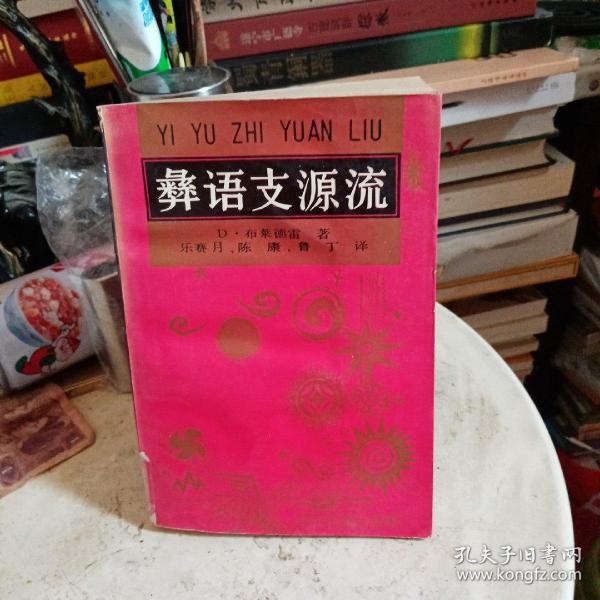 YI YU ZHI YUAN LIU
彝语支源流
D·布莱德雷 著
乐赛月、陈 康、鲁 丁 译
孔夫子旧书网
www.kongfz.com